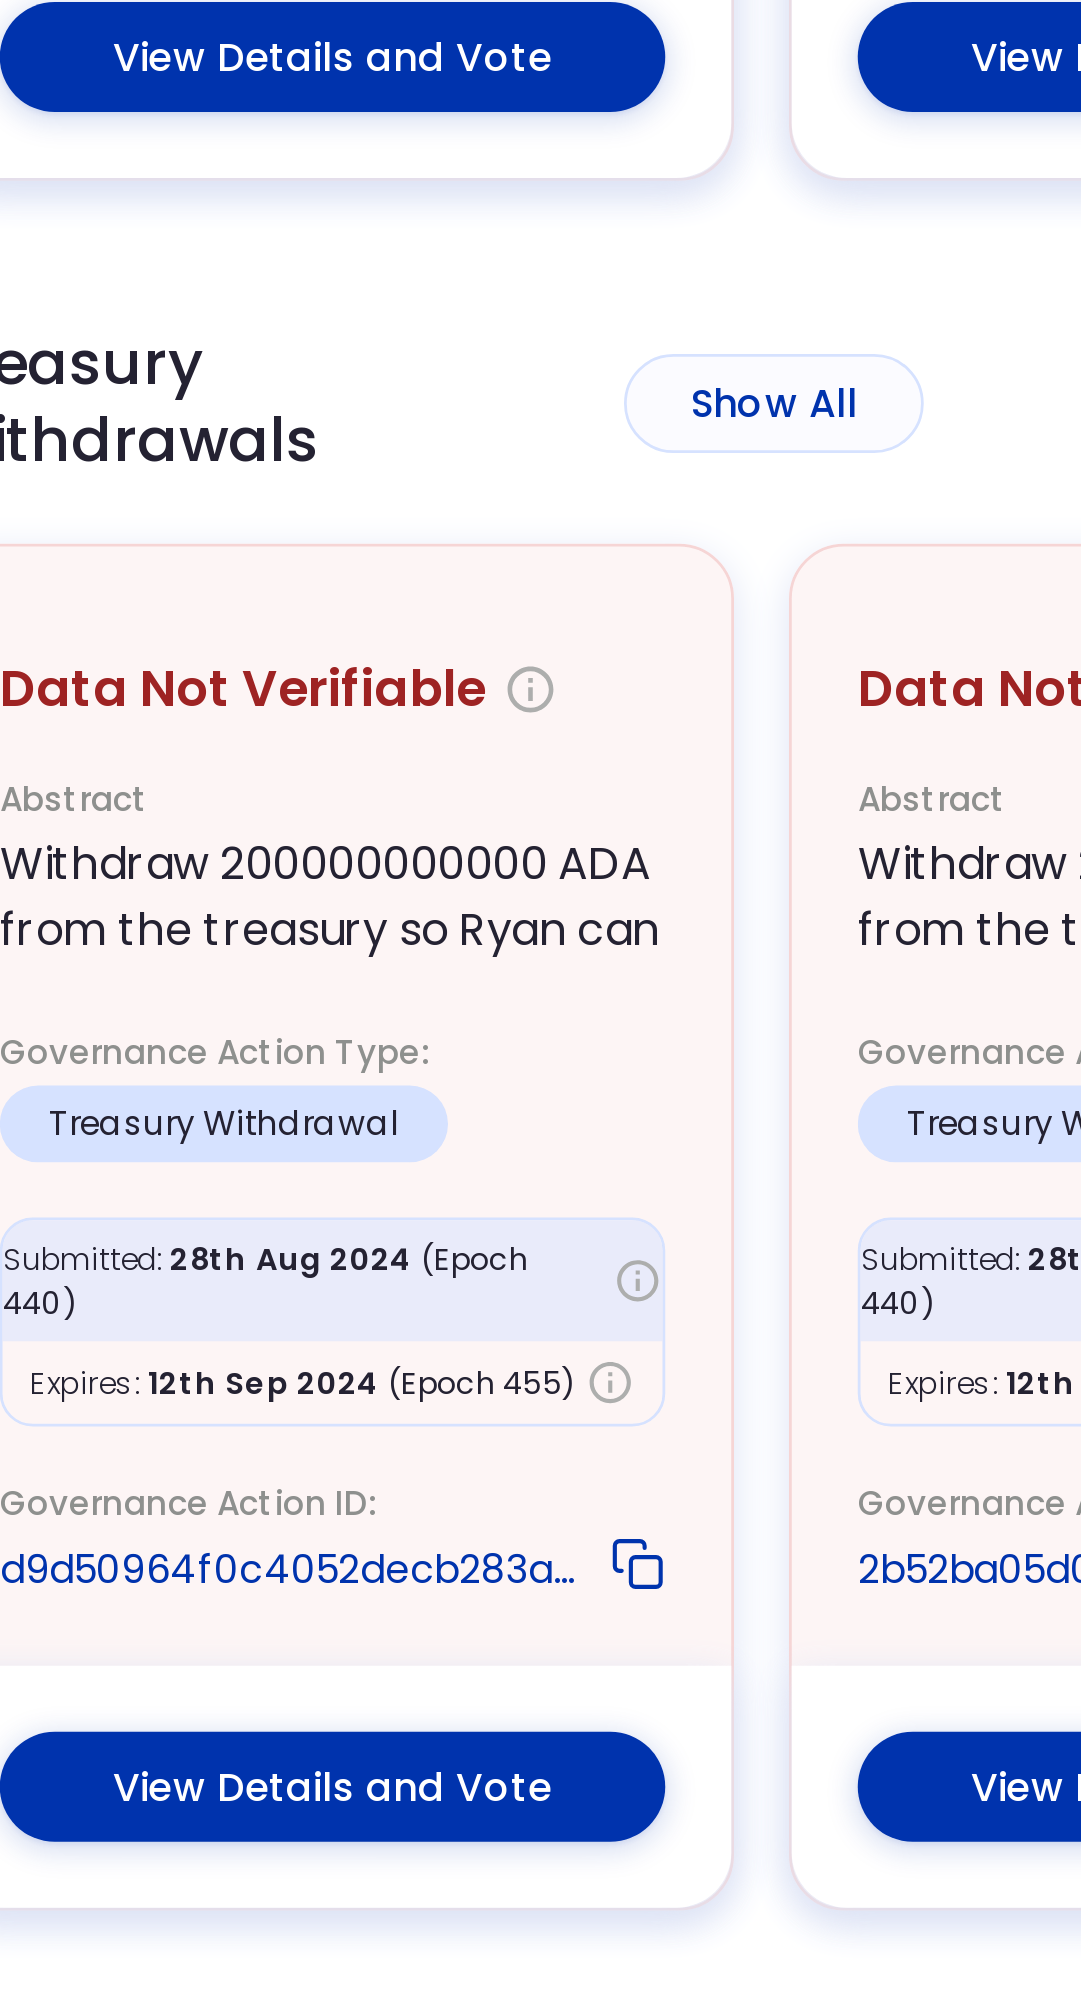 View Details and Vote
View
easury
ithdrawals
Show All
Data Not Verifiable
Abstract
Withdraw 200000000000 ADA
from the treasury so Ryan can
Governance Action Type:
Treasury Withdrawal
Submitted: 28th Aug 2024 (Epoch
440)
Expires: 12th Sep 2024 (Epoch 455)
Governance Action ID:
d9d50964f0c4052decb283a...
View Details and Vote
Data Not
Abstract
Withdraw
from the t
Governance
Treasury
Submitted: 28t
440)
Expires: 12th
Governance
2b52ba05d
View